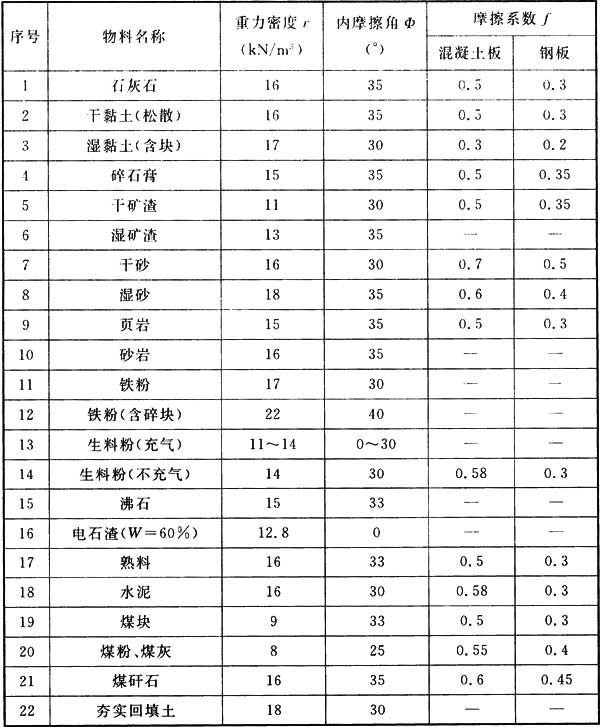 序号 物料名称 重力密度 r (kN/m³) 内摩擦角 Φ (°) 摩擦系数 f
混凝土板 钢板
1 石灰石 16 35 0.5 0.3
2 干黏土(松散) 16 35 0.5 0.3
3 湿黏土(含块) 17 30 0.3 0.2
4 碎石膏 15 35 0.5 0.35
5 干矿渣 11 30 0.5 0.35
6 湿矿渣 13 35 — —
7 干砂 16 30 0.7 0.5
8 湿砂 18 35 0.6 0.4
9 页岩 15 35 0.5 0.3
10 砂岩 16 35 — —
11 铁粉 17 30 — —
12 铁粉(含碎块) 22 40 — —
13 生料粉(充气) 11~14 0~30 — —
14 生料粉(不充气) 14 30 0.58 0.3
15 沸石 15 33 — —
16 电石渣(W=60%) 12.8 0 — —
17 熟料 16 33 0.5 0.3
18 水泥 16 30 0.58 0.3
19 煤块 9 33 0.5 0.3
20 煤粉、煤灰 8 25 0.55 0.4
21 煤矸石 16 35 0.6 0.45
22 夯实回填土 18 30 — —